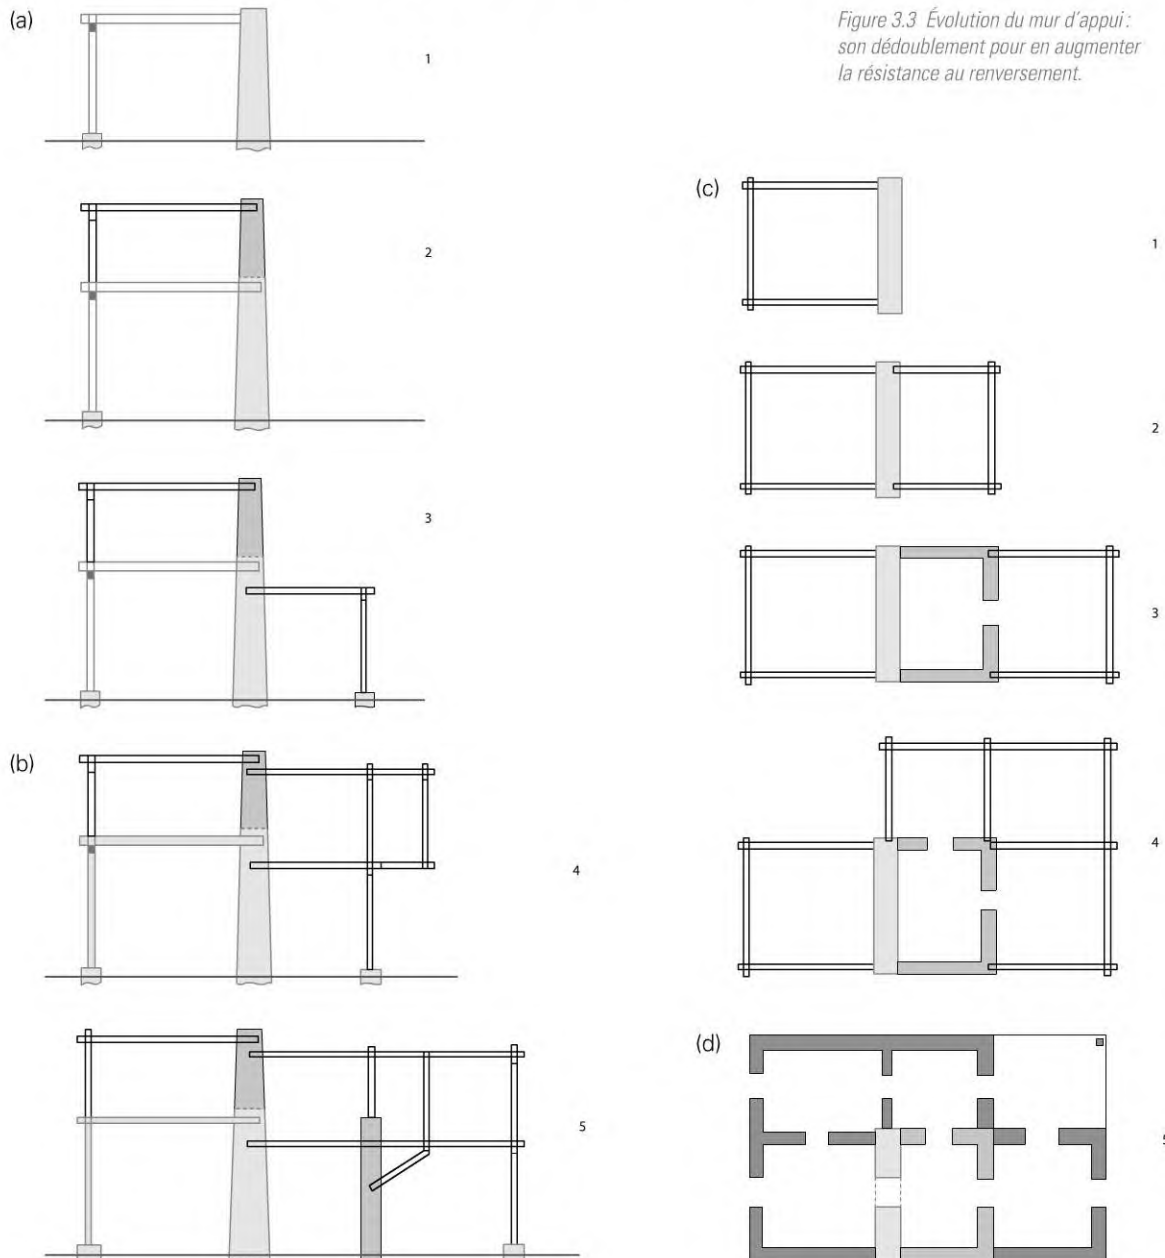 Figure 3.3 Évolution du mur d'appui :
son dédoublement pour en augmenter
la résistance au renversement.
(a)
1
2
3
(b)
4
5
(c)
1
2
3
4
(d)
5